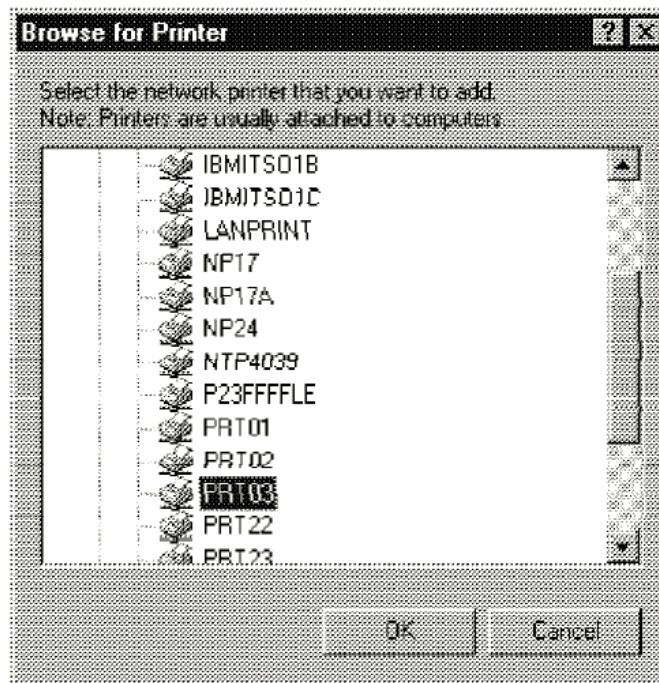 Browse for Printer
Select the network printer that you want to add.
Note: Printers are usually attached to computers
IBMITSO1B
IBMITSO1C
LANPRINT
NP17
NP17A
NP24
NTP4039
P23FFFFLE
PRT01
PRT02
PRT03
PRT22
PRT23
OK
Cancel